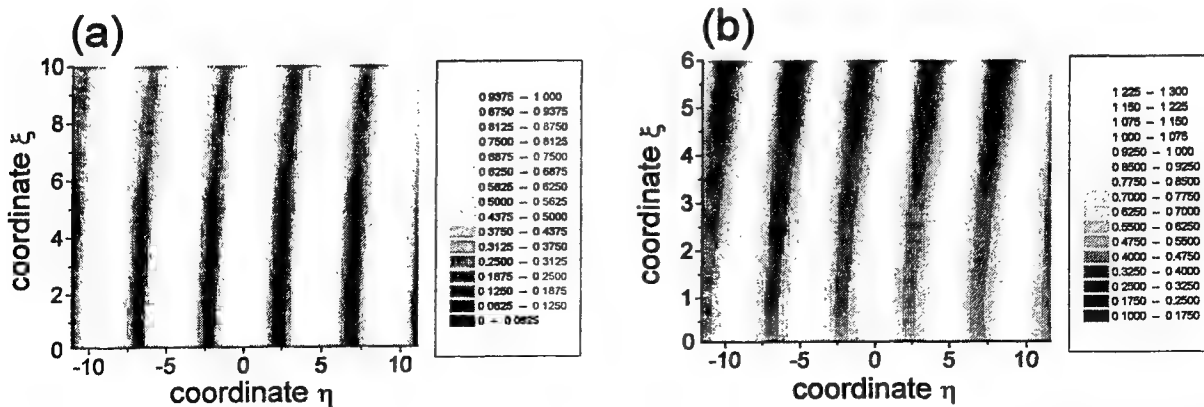 (a)
coordinate ξ
10
8
6
4
2
0
-10
-5
0
5
10
coordinate η
0.9375 – 1.000
0.8750 – 0.9375
0.8125 – 0.8750
0.7500 – 0.8125
0.6875 – 0.7500
0.6250 – 0.6875
0.5625 – 0.6250
0.5000 – 0.5625
0.4375 – 0.5000
0.3750 – 0.4375
0.3125 – 0.3750
0.2500 – 0.3125
0.1875 – 0.2500
0.1250 – 0.1875
0.0625 – 0.1250
0 – 0.0625
(b)
coordinate ξ
6
5
4
3
2
1
0
-10
-5
0
5
10
coordinate η
1.225 – 1.300
1.150 – 1.225
1.075 – 1.150
1.000 – 1.075
0.9250 – 1.000
0.8500 – 0.9250
0.7750 – 0.8500
0.7000 – 0.7750
0.6250 – 0.7000
0.5500 – 0.6250
0.4750 – 0.5500
0.4000 – 0.4750
0.3250 – 0.4000
0.2500 – 0.3250
0.1750 – 0.2500
0.1000 – 0.1750